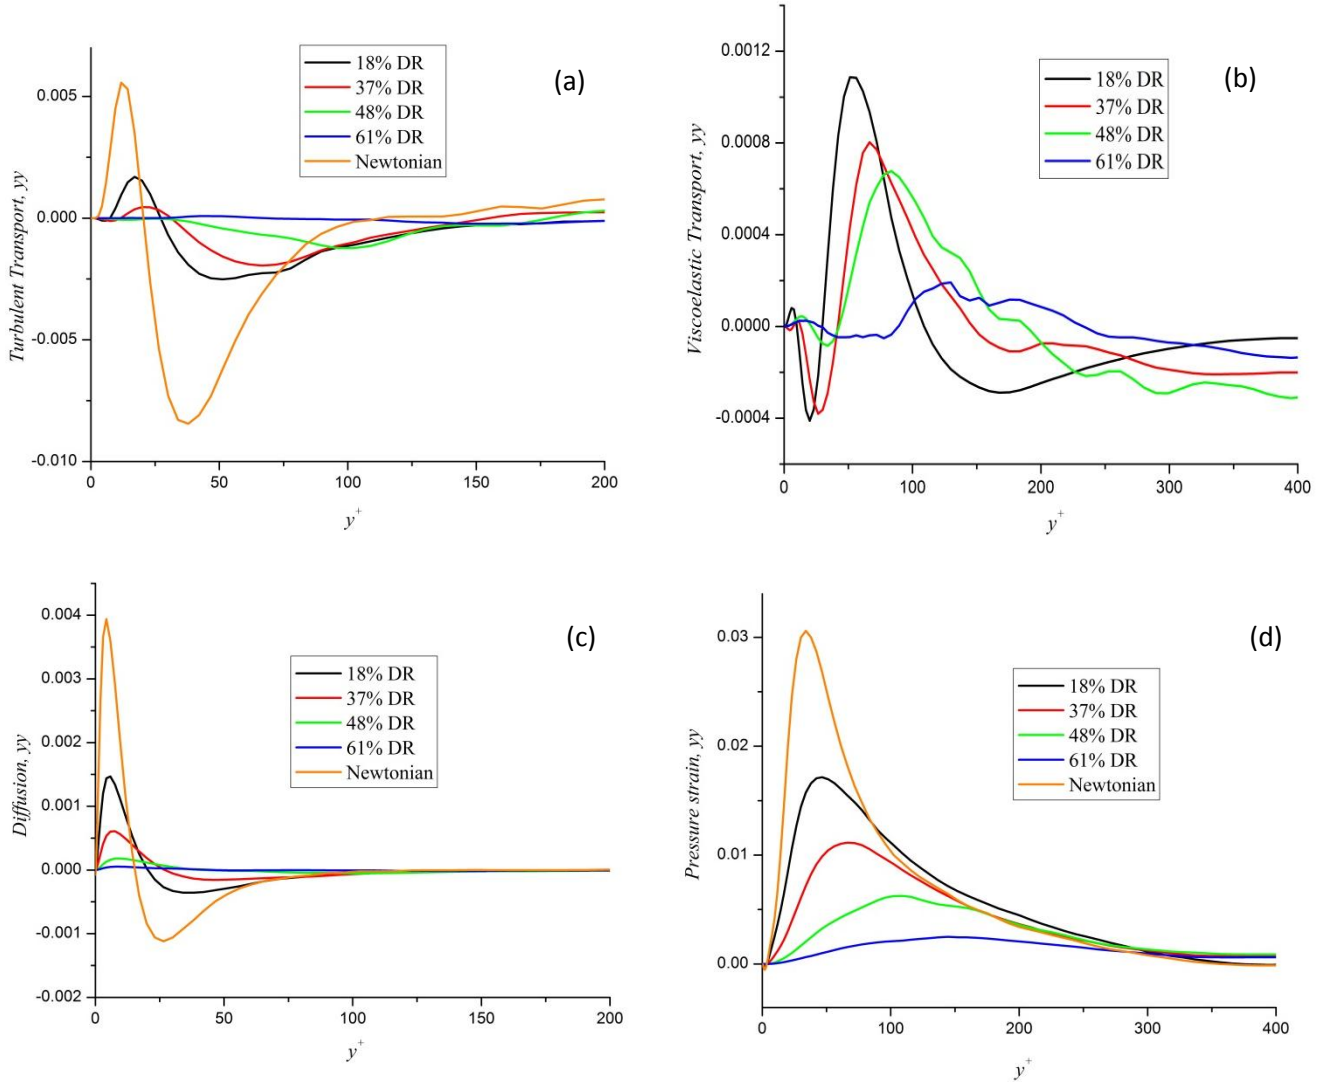 (a)
18% DR
37% DR
48% DR
61% DR
Newtonian
0.005
0.000
-0.005
-0.010
0
50
100
150
200
Turbulent Transport, yy
y+
(b)
18% DR
37% DR
48% DR
61% DR
0.0012
0.0008
0.0004
0.0000
-0.0004
0
100
200
300
400
Viscoelastic Transport, yy
y+
(c)
18% DR
37% DR
48% DR
61% DR
Newtonian
0.004
0.003
0.002
0.001
0.000
-0.001
-0.002
0
50
100
150
200
Diffusion, yy
y+
(d)
18% DR
37% DR
48% DR
61% DR
Newtonian
0.03
0.02
0.01
0.00
0
100
200
300
400
Pressure strain, yy
y+